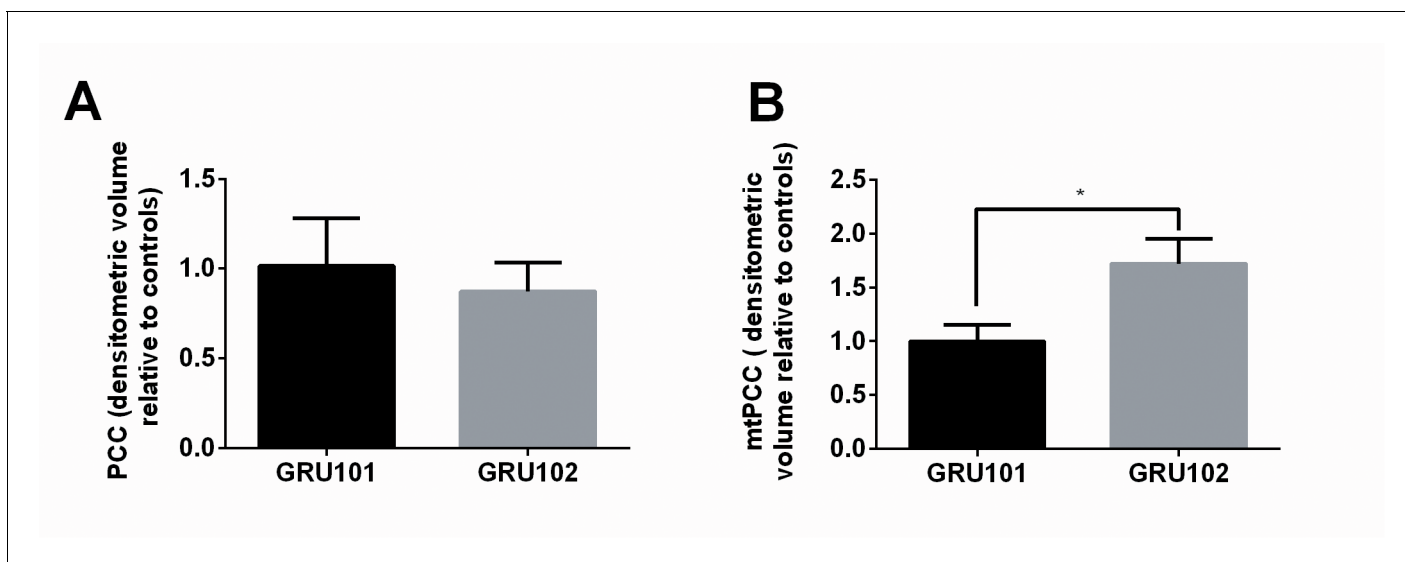 A
PCC (densitometric volume
relative to controls)
1.5
1.0
0.5
0.0
GRU101 GRU102
B
mtPCC ( densitometric
volume relative to controls)
2.5
2.0
1.5
1.0
0.5
0.0
*
GRU101 GRU102